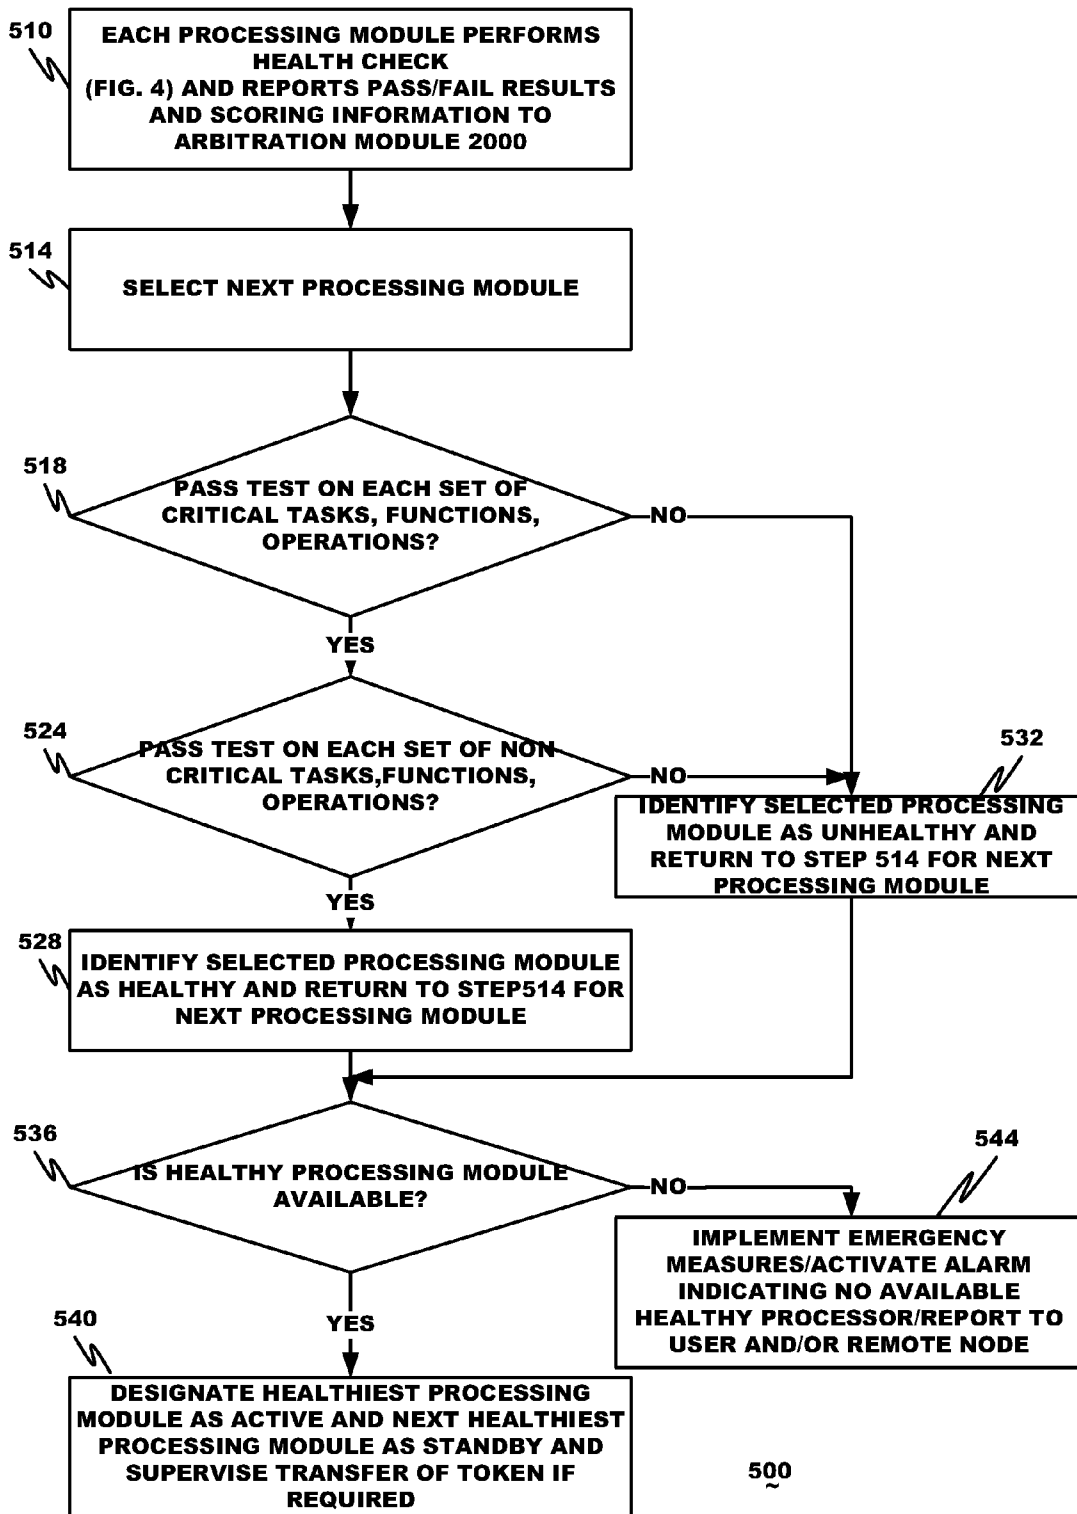 510
EACH PROCESSING MODULE PERFORMS
HEALTH CHECK
(FIG. 4) AND REPORTS PASS/FAIL RESULTS
AND SCORING INFORMATION TO
ARBITRATION MODULE 2000
514
SELECT NEXT PROCESSING MODULE
518
PASS TEST ON EACH SET OF
CRITICAL TASKS, FUNCTIONS,
OPERATIONS?
NO
YES
524
PASS TEST ON EACH SET OF NON
CRITICAL TASKS,FUNCTIONS,
OPERATIONS?
NO
532
IDENTIFY SELECTED PROCESSING
MODULE AS UNHEALTHY AND
RETURN TO STEP 514 FOR NEXT
PROCESSING MODULE
YES
528
IDENTIFY SELECTED PROCESSING MODULE
AS HEALTHY AND RETURN TO STEP514 FOR
NEXT PROCESSING MODULE
536
IS HEALTHY PROCESSING MODULE
AVAILABLE?
NO
544
IMPLEMENT EMERGENCY
MEASURES/ACTIVATE ALARM
INDICATING NO AVAILABLE
HEALTHY PROCESSOR/REPORT TO
USER AND/OR REMOTE NODE
YES
540
DESIGNATE HEALTHIEST PROCESSING
MODULE AS ACTIVE AND NEXT HEALTHIEST
PROCESSING MODULE AS STANDBY AND
SUPERVISE TRANSFER OF TOKEN IF
REQUIRED
500